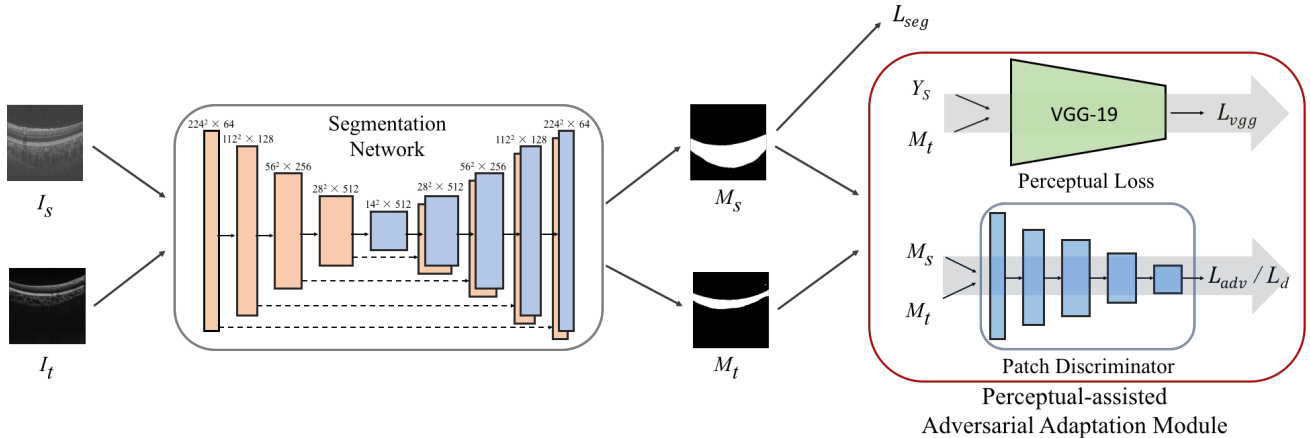 I_s
I_t
Segmentation
Network
224² × 64
112² × 128
56² × 256
28² × 512
14² × 512
28² × 512
56² × 256
112² × 128
224² × 64
M_s
M_t
L_seg
Y_s
M_t
VGG-19
L_vgg
Perceptual Loss
M_s
M_t
L_adv / L_d
Patch Discriminator
Perceptual-assisted
Adversarial Adaptation Module